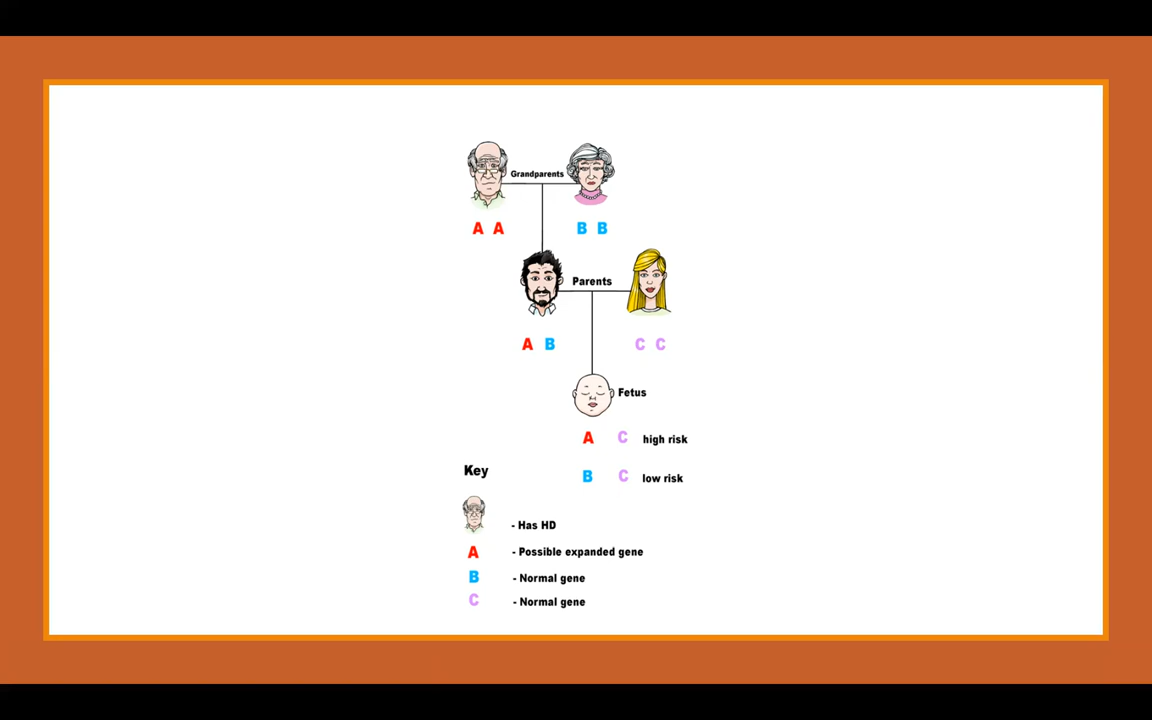 Grandparents
A A
B B
Parents
A B
C C
Fetus
A C high risk
B C low risk
Key
- Has HD
A - Possible expanded gene
B - Normal gene
C - Normal gene